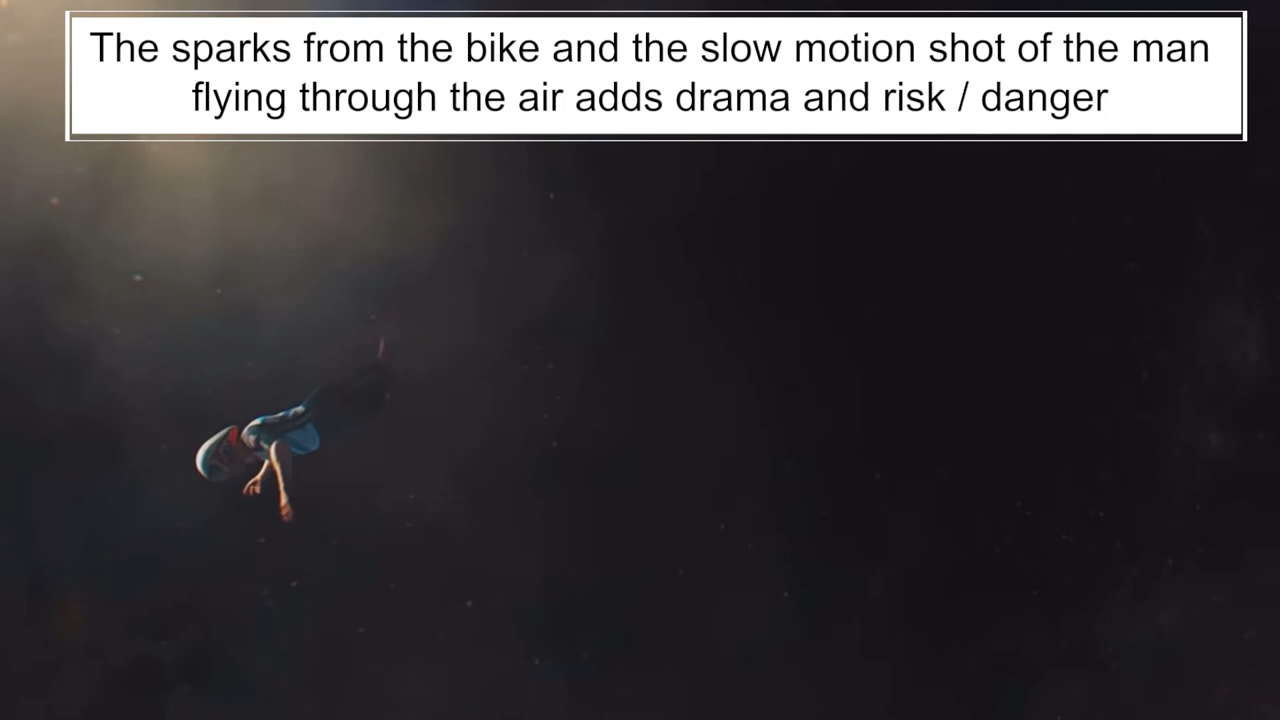 The sparks from the bike and the slow motion shot of the man
flying through the air adds drama and risk / danger